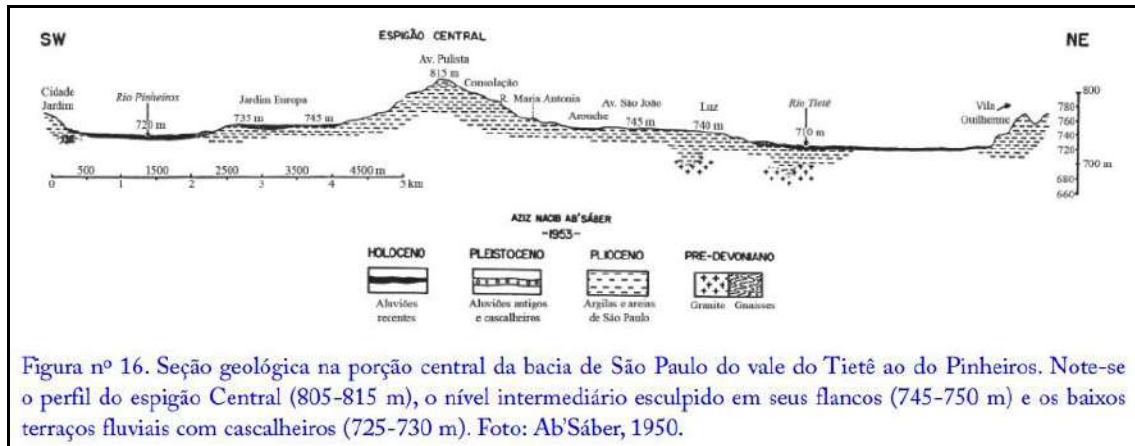 SW
ESPIGÃO CENTRAL
NE
Av. Pulista
815 m
Consolação
Cidade
Jardim
Rio Pinheiros
720 m
Jardim Europa
735 m 745 m
R. Maria Antonia
Arouche
Av. São João
745 m
Luz
740 m
Rio Tietê
710 m
Vila
Guilherme
800
780
760
740
720
700 m
680
660
500 1500 2500 3500 4500 m
0 1 2 3 4 5 km
AZIZ NACIB AB'SÁBER
-1953-
HOLOCENO PLEISTOCENO PLIOCENO PRE-DEVONIANO
Aluviões
recentes
Aluviões antigos
e cascalheiros
Argilas e areias
de São Paulo
Granite Gnaisses
Figura nº 16. Seção geológica na porção central da bacia de São Paulo do vale do Tietê ao do Pinheiros. Note-se
o perfil do espigão Central (805-815 m), o nível intermediário esculpido em seus flancos (745-750 m) e os baixos
terraços fluviais com cascalheiros (725-730 m). Foto: Ab'Sáber, 1950.